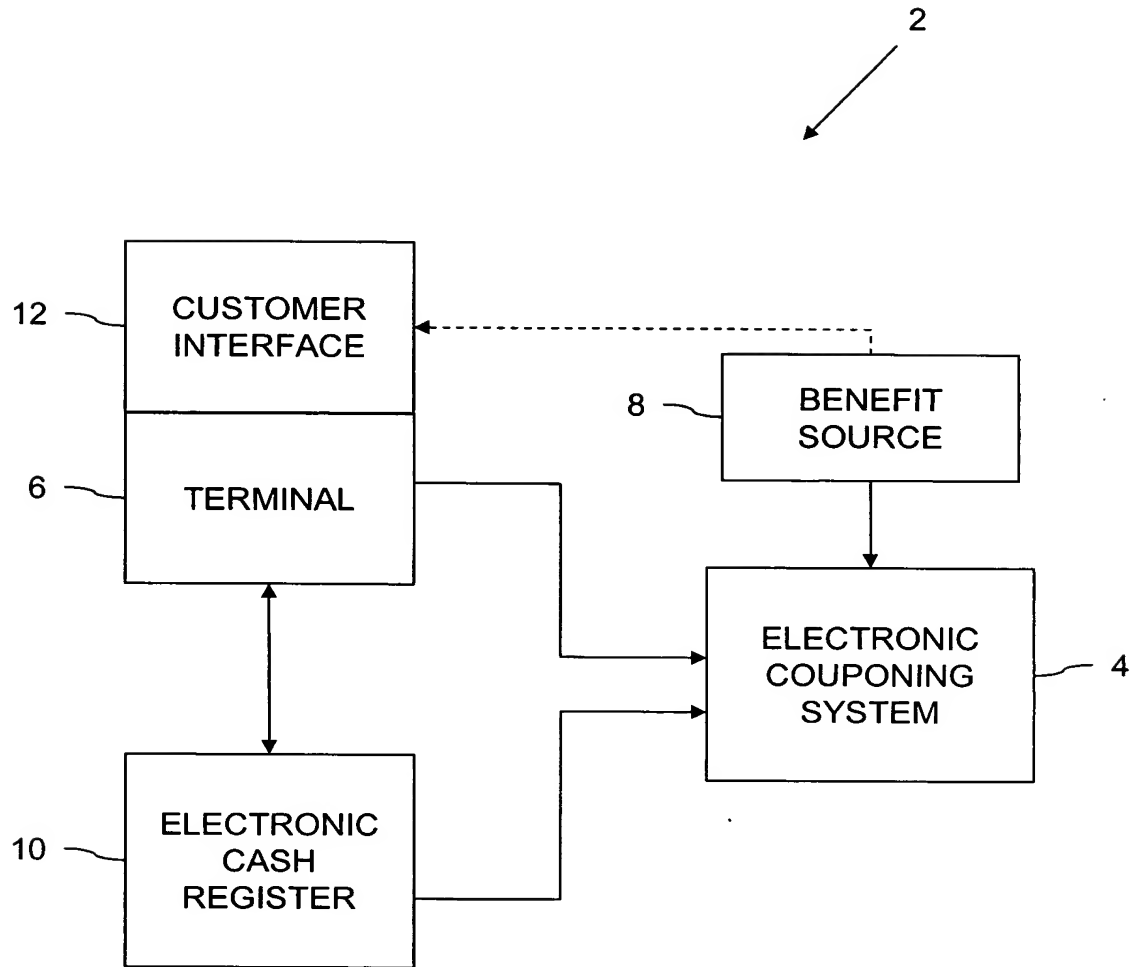 2
12
CUSTOMER
INTERFACE
8
BENEFIT
SOURCE
6
TERMINAL
ELECTRONIC
COUPONING
SYSTEM
4
10
ELECTRONIC
CASH
REGISTER